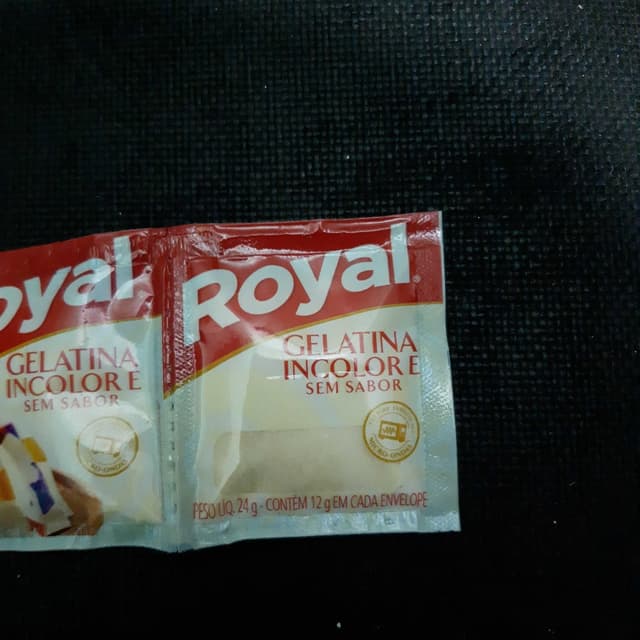 oyal
GELATINA
INCOLOR E
SEM SABOR
Royal
GELATINA
INCOLOR E
SEM SABOR
PESO LÍQ. 24 g - CONTÉM 12 g EM CADA ENVELOPE